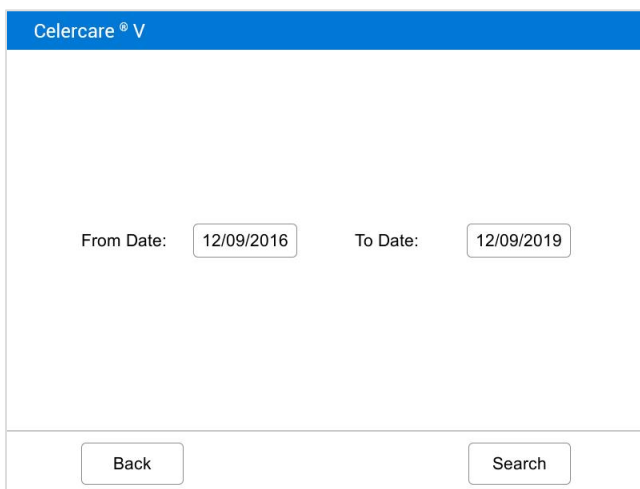 Celercare ® V
From Date: 12/09/2016 To Date: 12/09/2019
Back Search